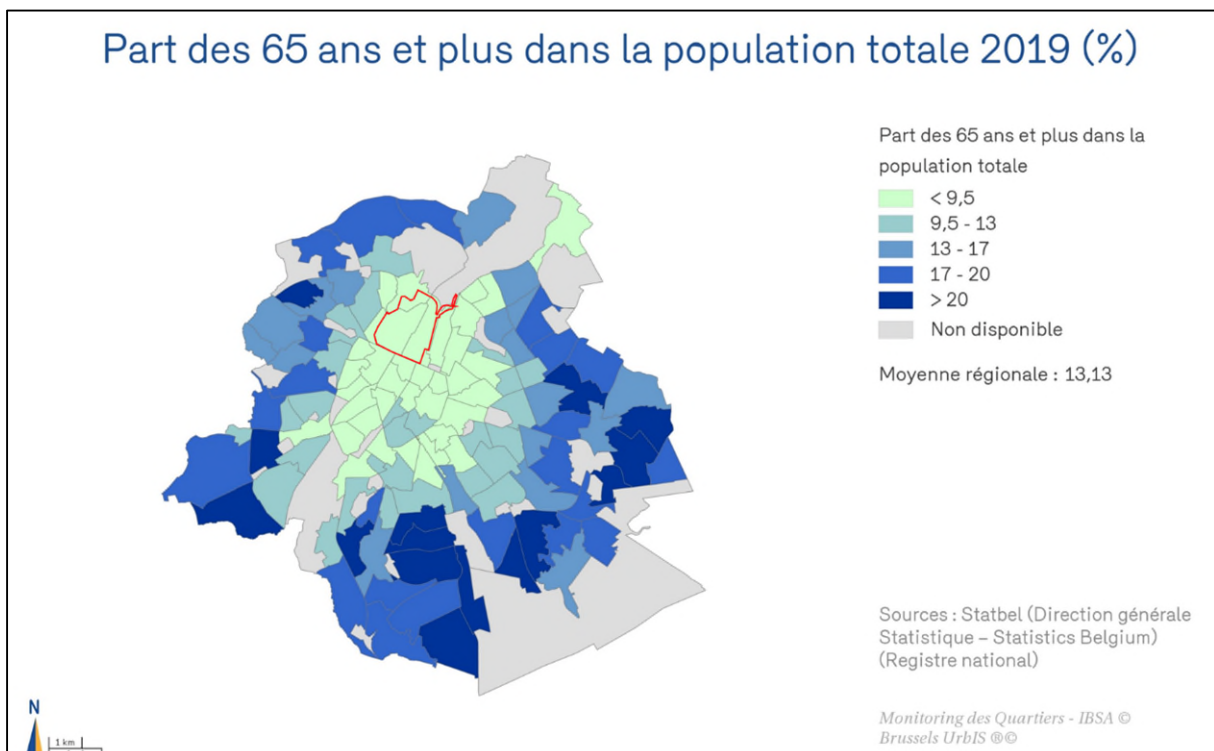 Part des 65 ans et plus dans la population totale 2019 (%)
Part des 65 ans et plus dans la
population totale
< 9,5
9,5 - 13
13 - 17
17 - 20
> 20
Non disponible
Moyenne régionale : 13,13
Sources : Statbel (Direction générale
Statistique – Statistics Belgium)
(Registre national)
N
1 km
Monitoring des Quartiers - IBSA ©
Brussels UrbIS ®©